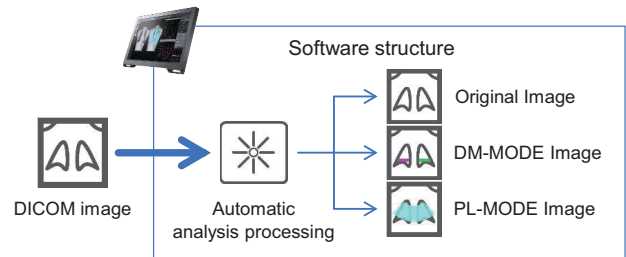 Software structure
Original Image
DM-MODE Image
PL-MODE Image
DICOM image
Automatic
analysis processing